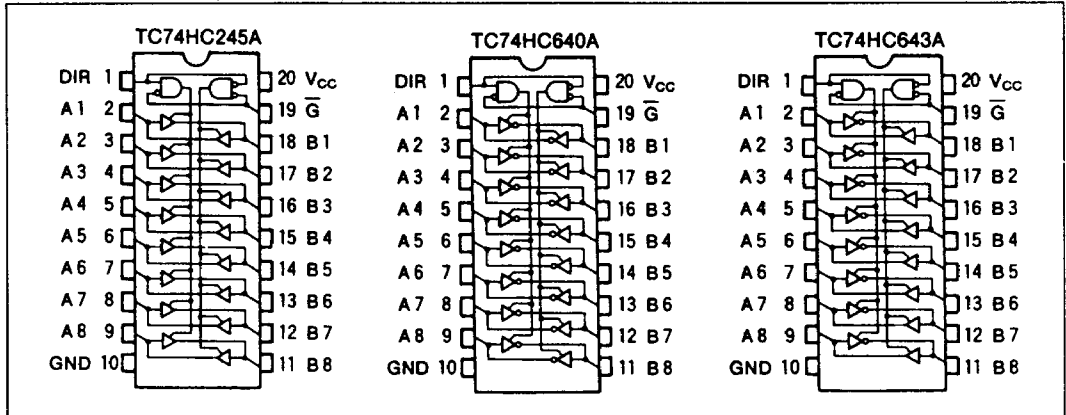 TC74HC245A
DIR 1 20 VCC
A1 2 19 G̅
A2 3 18 B1
A3 4 17 B2
A4 5 16 B3
A5 6 15 B4
A6 7 14 B5
A7 8 13 B6
A8 9 12 B7
GND 10 11 B8
TC74HC640A
DIR 1 20 VCC
A1 2 19 G̅
A2 3 18 B1
A3 4 17 B2
A4 5 16 B3
A5 6 15 B4
A6 7 14 B5
A7 8 13 B6
A8 9 12 B7
GND 10 11 B8
TC74HC643A
DIR 1 20 VCC
A1 2 19 G̅
A2 3 18 B1
A3 4 17 B2
A4 5 16 B3
A5 6 15 B4
A6 7 14 B5
A7 8 13 B6
A8 9 12 B7
GND 10 11 B8